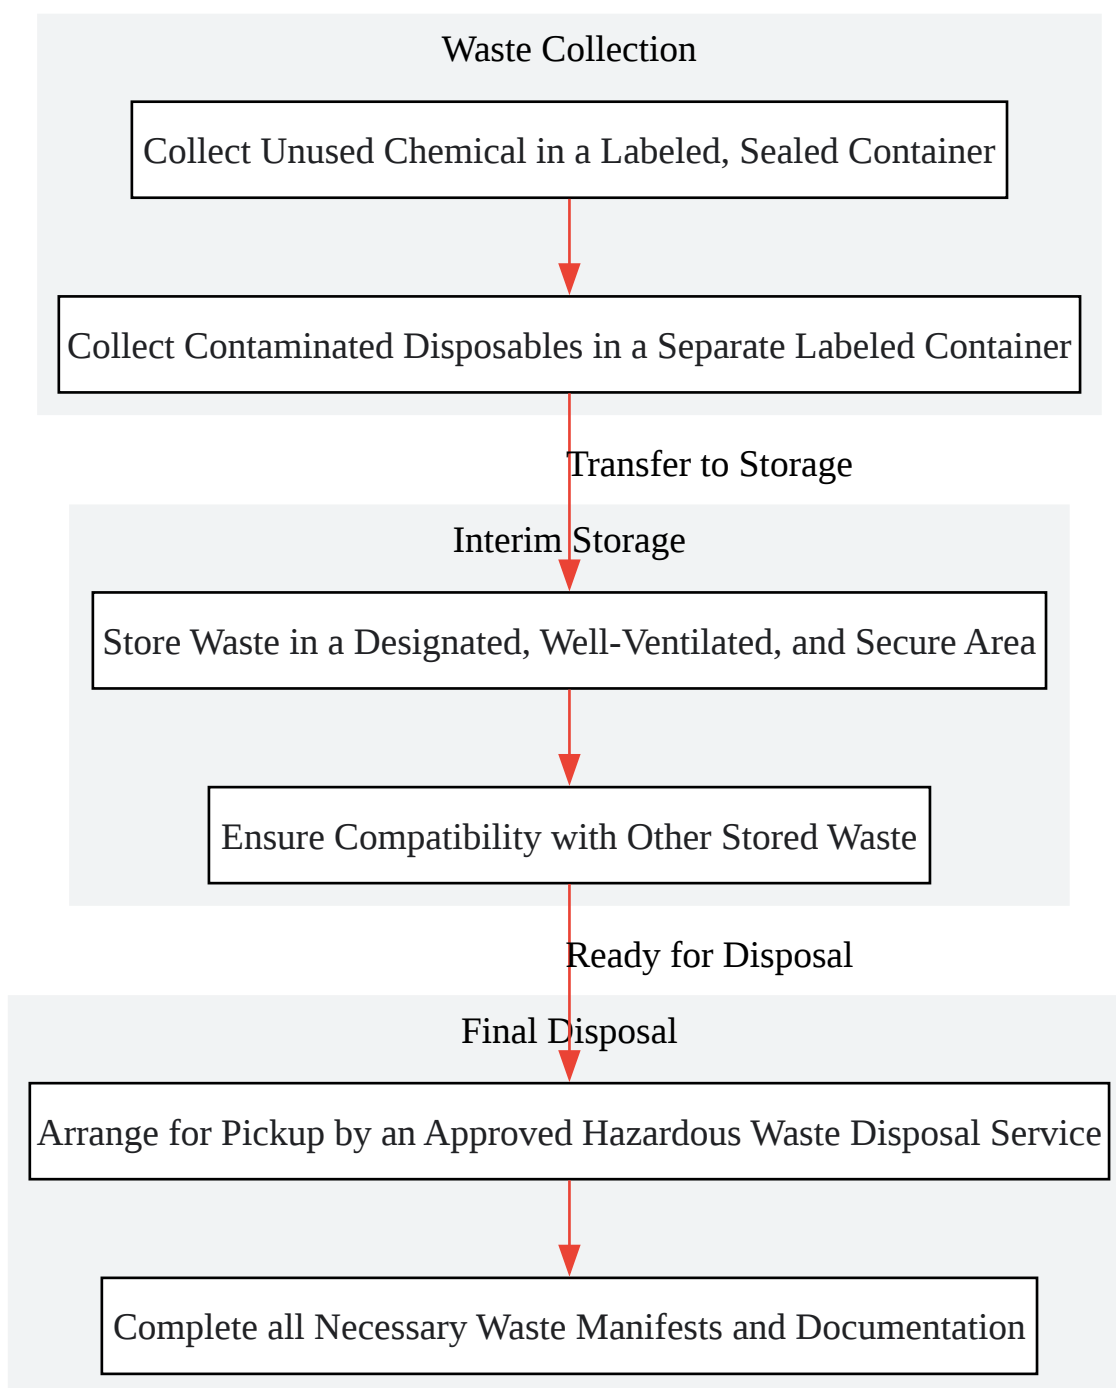 Waste Collection
Collect Unused Chemical in a Labeled, Sealed Container
Collect Contaminated Disposables in a Separate Labeled Container
Transfer to Storage
Interim Storage
Store Waste in a Designated, Well-Ventilated, and Secure Area
Ensure Compatibility with Other Stored Waste
Ready for Disposal
Final Disposal
Arrange for Pickup by an Approved Hazardous Waste Disposal Service
Complete all Necessary Waste Manifests and Documentation